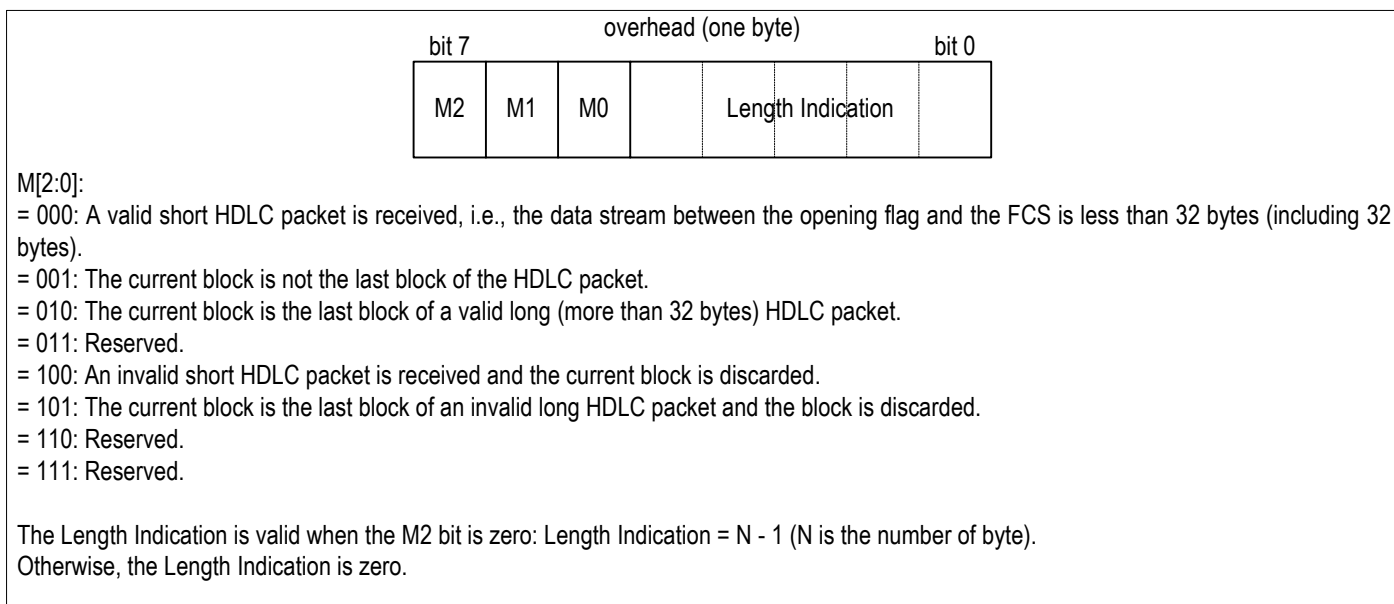 overhead (one byte)
bit 7 bit 0
M2 M1 M0 Length Indication
M[2:0]:
= 000: A valid short HDLC packet is received, i.e., the data stream between the opening flag and the FCS is less than 32 bytes (including 32
bytes).
= 001: The current block is not the last block of the HDLC packet.
= 010: The current block is the last block of a valid long (more than 32 bytes) HDLC packet.
= 011: Reserved.
= 100: An invalid short HDLC packet is received and the current block is discarded.
= 101: The current block is the last block of an invalid long HDLC packet and the block is discarded.
= 110: Reserved.
= 111: Reserved.
The Length Indication is valid when the M2 bit is zero: Length Indication = N - 1 (N is the number of byte).
Otherwise, the Length Indication is zero.